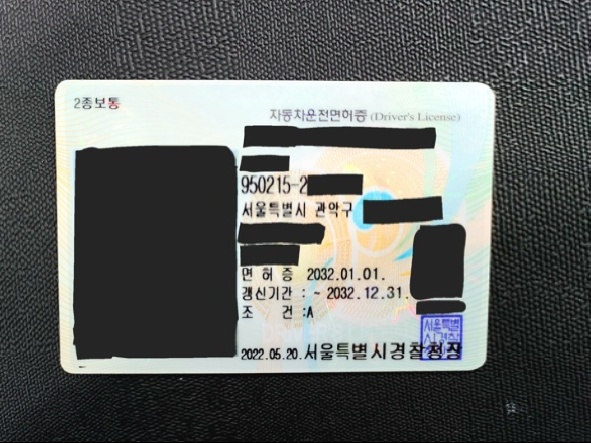 2종보통
자동차운전면허증 (Driver's License)
950215-2
서울특별시 관악구
면 허 증 2032.01.01.
갱신기간 : ~ 2032.12.31.
조 건 :A
서울특별
시경찰
2022.05.20. 서울특별시경찰청장